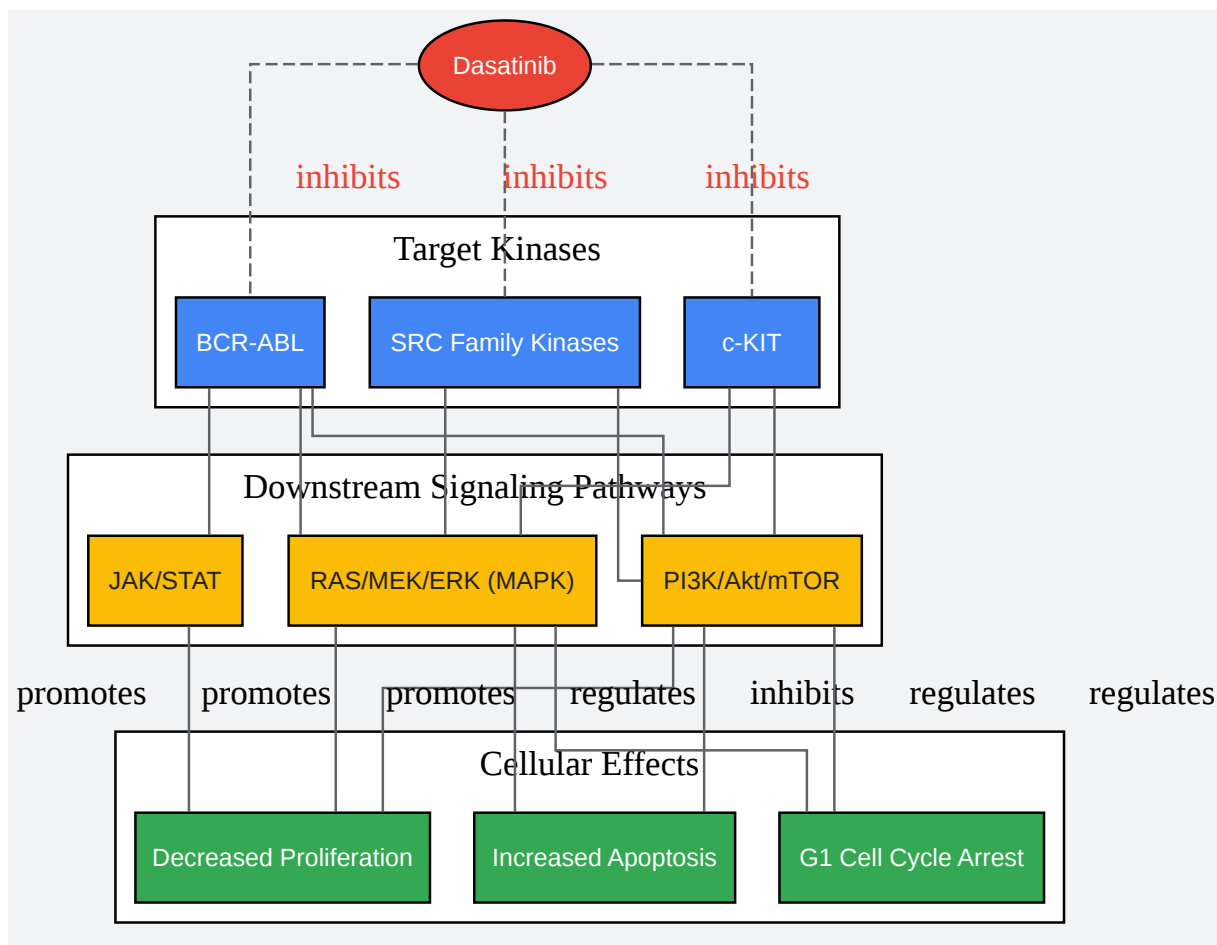 Dasatinib
inhibits inhibits inhibits
Target Kinases
BCR-ABL SRC Family Kinases c-KIT
Downstream Signaling Pathways
JAK/STAT RAS/MEK/ERK (MAPK) PI3K/Akt/mTOR
promotes promotes promotes regulates inhibits regulates regulates
Cellular Effects
Decreased Proliferation Increased Apoptosis G1 Cell Cycle Arrest